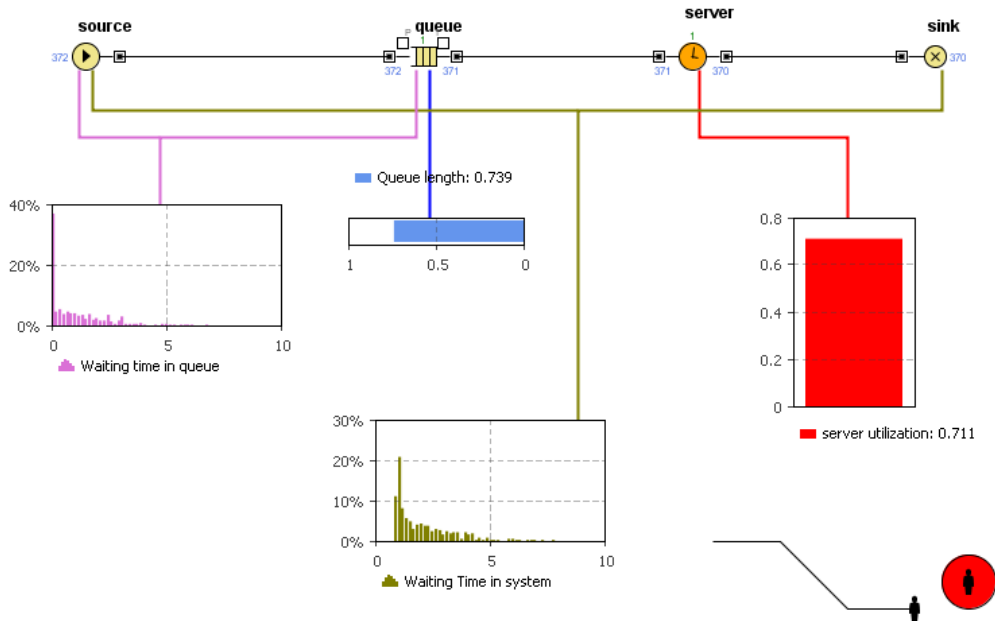 source
queue
server
sink
P
1
T
1
372
372
371
371
370
370
Queue length: 0.739
1
0.5
0
40%
20%
0%
0
5
10
Waiting time in queue
0.8
0.6
0.4
0.2
0
server utilization: 0.711
30%
20%
10%
0%
0
5
10
Waiting Time in system